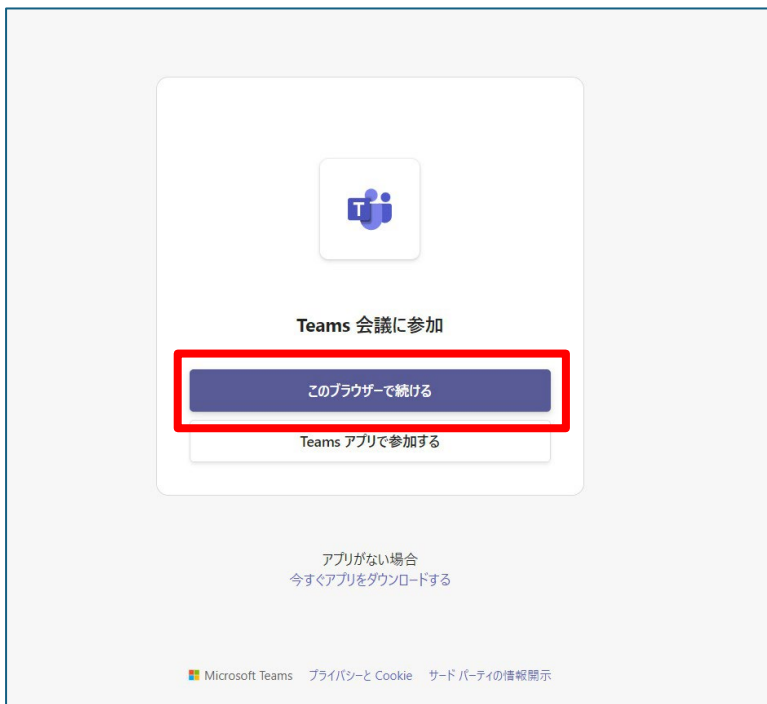 T
Teams 会議に参加
このブラウザーで続ける
Teams アプリで参加する
アプリがない場合
今すぐアプリをダウンロードする
Microsoft Teams プライバシーと Cookie サード パーティの情報開示